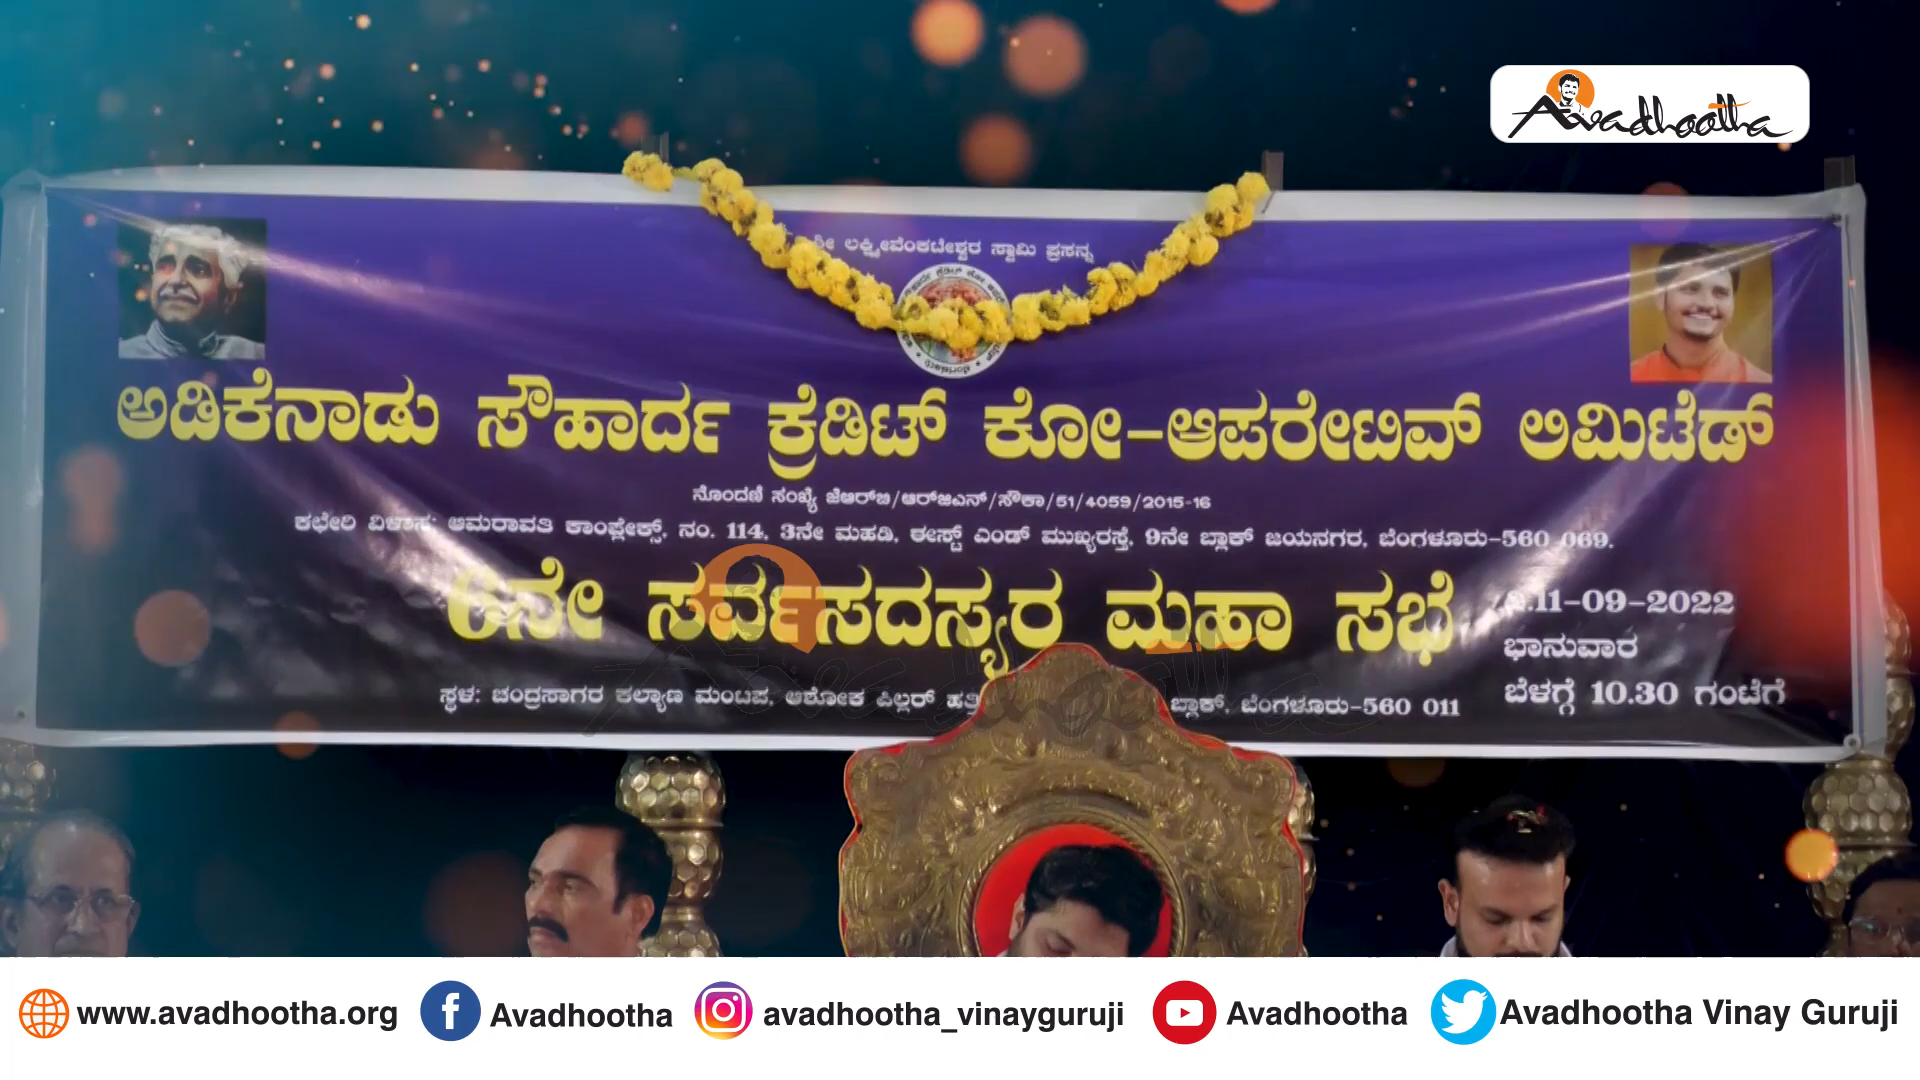 Avadhootha
ಶ್ರೀ ಲಕ್ಷ್ಮೀವೆಂಕಟೇಶ್ವರ ಸ್ವಾಮಿ ಪ್ರಸನ್ನ
ಅಡಿಕೆನಾಡು ಸೌಹಾರ್ದ ಕ್ರೆಡಿಟ್ ಕೋ-ಆಪರೇಟಿವ್ ಲಿಮಿಟೆಡ್
ನೊಂದಣಿ ಸಂಖ್ಯೆ ಜೆಆರ್‌ಬಿ/ಆರ್‌ಜಿಎನ್/ಸೌಕಾ/51/4059/2015-16
ಕಛೇರಿ ವಿಳಾಸ: ಅಮರಾವತಿ ಕಾಂಪ್ಲೇಕ್ಸ್, ನಂ. 114, 3ನೇ ಮಹಡಿ, ಈಸ್ಟ್ ಎಂಡ್ ಮುಖ್ಯರಸ್ತೆ, 9ನೇ ಬ್ಲಾಕ್ ಜಯನಗರ, ಬೆಂಗಳೂರು-560 069.
6ನೇ ಸರ್ವಸದಸ್ಯರ ಮಹಾ ಸಭೆ
ದಿ.11-09-2022
ಭಾನುವಾರ
ಬೆಳಗ್ಗೆ 10.30 ಗಂಟೆಗೆ
ಸ್ಥಳ: ಚಂದ್ರಸಾಗರ ಕಲ್ಯಾಣ ಮಂಟಪ, ಆಶೋಕ ಪಿಲ್ಲರ್ ಬ್ಲಾಕ್, ಬೆಂಗಳೂರು-560 011
Avadhootha
www.avadhootha.org Avadhootha avadhootha_vinayguruji Avadhootha Avadhootha Vinay Guruji